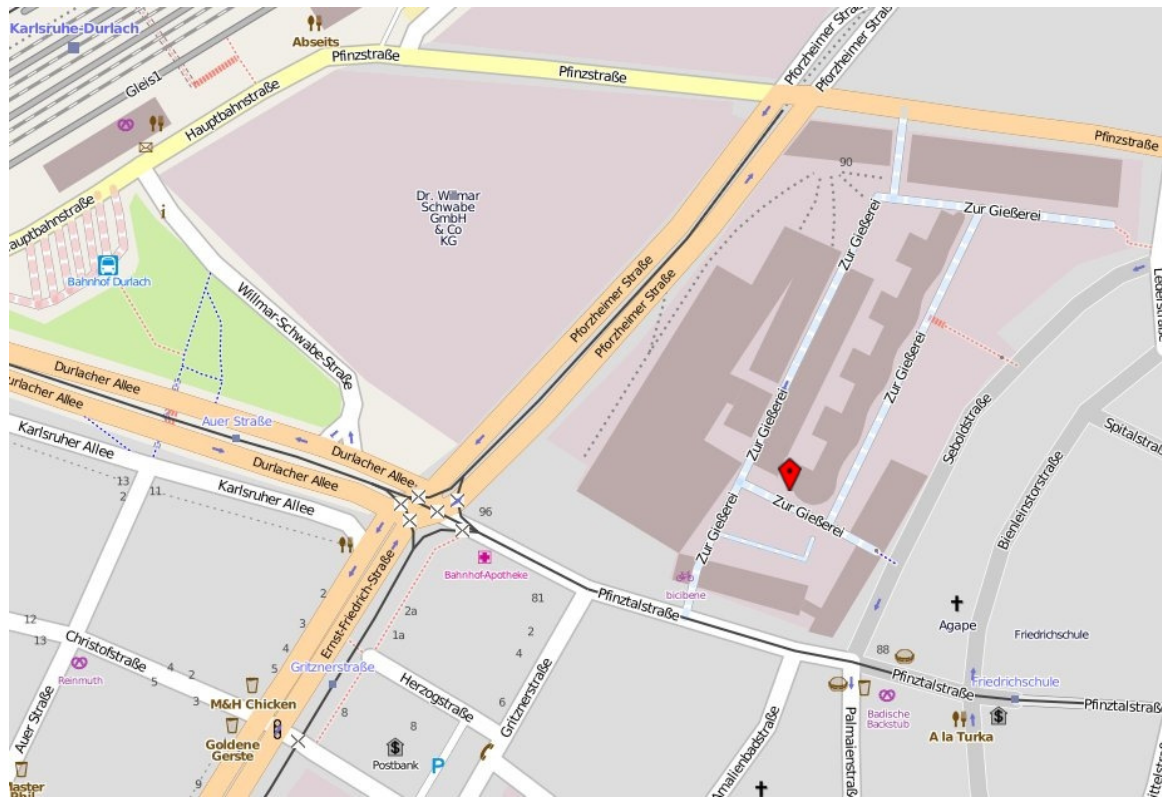 Karlsruhe-Durlach
Abseits
Pfinzstraße
Pfinzstraße
Pforzheimer Straße
Gleis1
Hauptbahnstraße
Pfinzstraße
90
Dr. Willmar
Schwabe
GmbH
& Co
KG
Zur Gießerei
Zur Gießerei
Hauptbahnstraße
Bahnhof Durlach
Willmar-Schwabe-Straße
Pforzheimer Straße
Pforzheimer Straße
Zur Gießerei
Durlacher Allee
Durlacher Allee
Auer Straße
Zur Gießerei
Seboldstraße
Karlsruher Allee
Durlacher Allee
Durlacher Allee
Bienleinstorstraße
13
2
11
Karlsruher Allee
96
Zur Gießerei
Zur Gießerei
Bahnhof-Apotheke
bicibene
Ernst-Friedrich-Straße
2
2a
81
Pfinztalstraße
Agape
Friedrichschule
12
13
Christofstraße
3
1a
2
4
4
4
2
5
5
3
88
Reinmuth
Gritznerstraße
Herzogstraße
Gritznerstraße
Pfinztalstraße
Friedrichschule
Pfinztalstraße
M&H Chicken
6
8
8
Badische
Backstub
A la Turka
Auer Straße
Goldene
Gerste
Postbank
P
Amalienbadstraße
Palmaienstraße
9